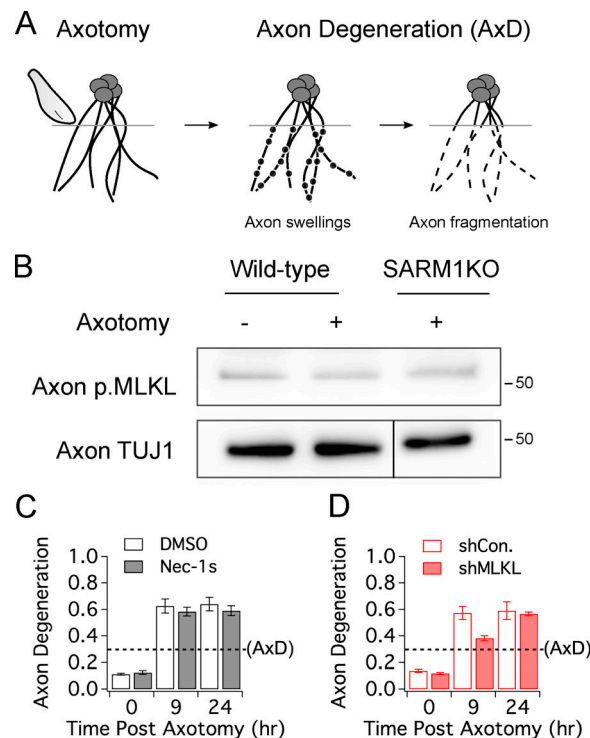 A
Axotomy
Axon Degeneration (AxD)
Axon swellings
Axon fragmentation
B
Wild-type
SARM1KO
Axotomy
-
+
+
Axon p.MLKL
-50
Axon TUJ1
-50
C
DMSO
Nec-1s
Axon Degeneration
1.0
0.8
0.6
0.4
0.2
0.0
(AxD)
0 9 24
Time Post Axotomy (hr)
D
shCon.
shMLKL
Axon Degeneration
1.0
0.8
0.6
0.4
0.2
0.0
(AxD)
0 9 24
Time Post Axotomy (hr)